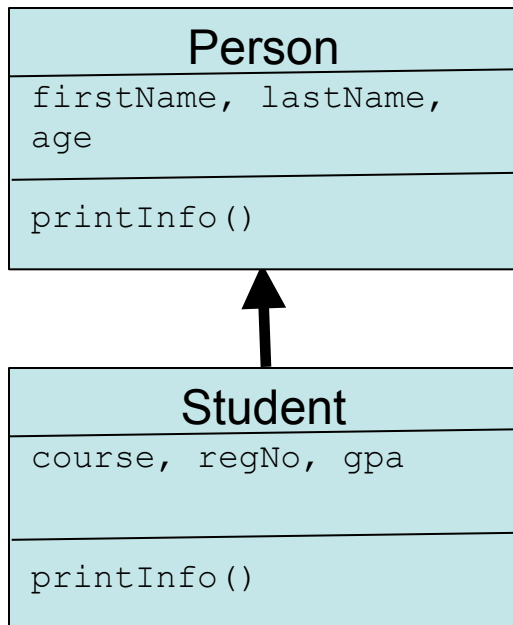 Person
firstName, lastName,
age
printInfo()
Student
course, regNo, gpa
printInfo()